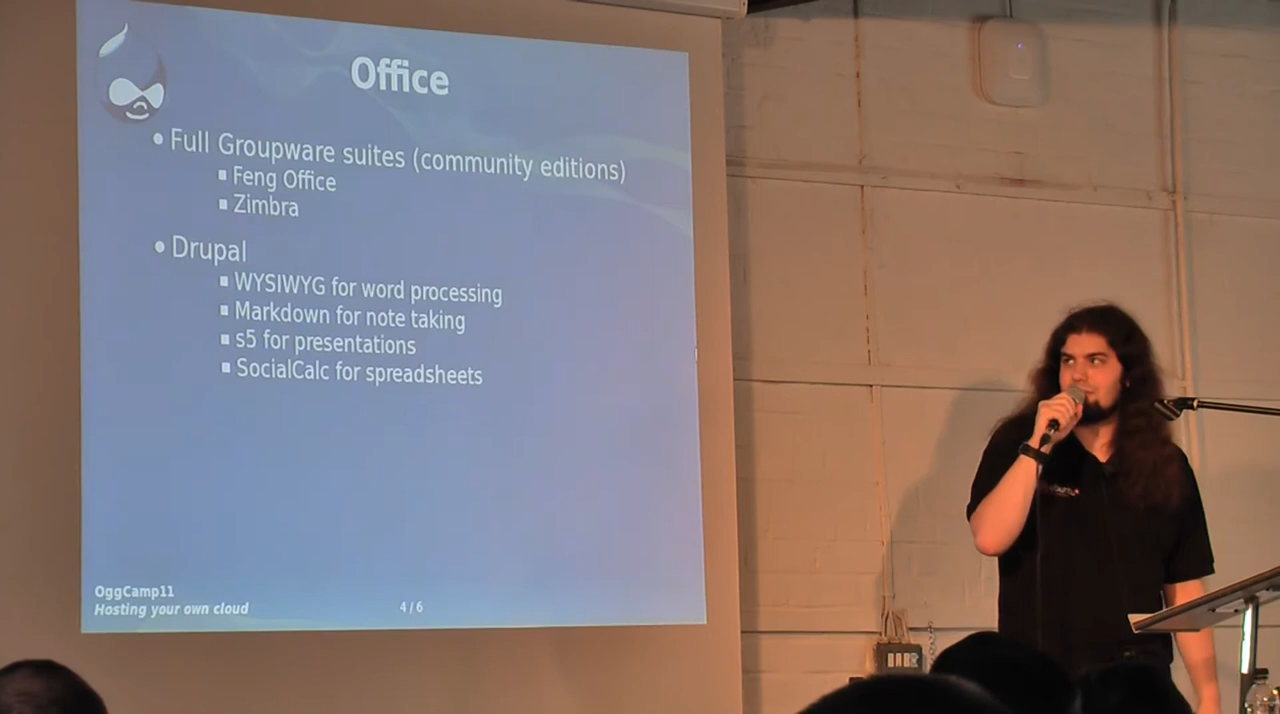 Office
Full Groupware suites (community editions)
Feng Office
Zimbra
Drupal
WYSIWYG for word processing
Markdown for note taking
s5 for presentations
SocialCalc for spreadsheets
OggCamp11
Hosting your own cloud
4/6